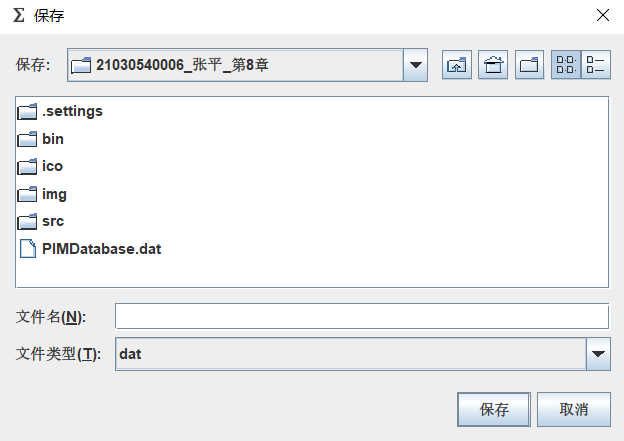 Σ 保存
保存: 21030540006_张平_第8章
.settings
bin
ico
img
src
PIMDatabase.dat
文件名(N):
文件类型(T): dat
保存 取消